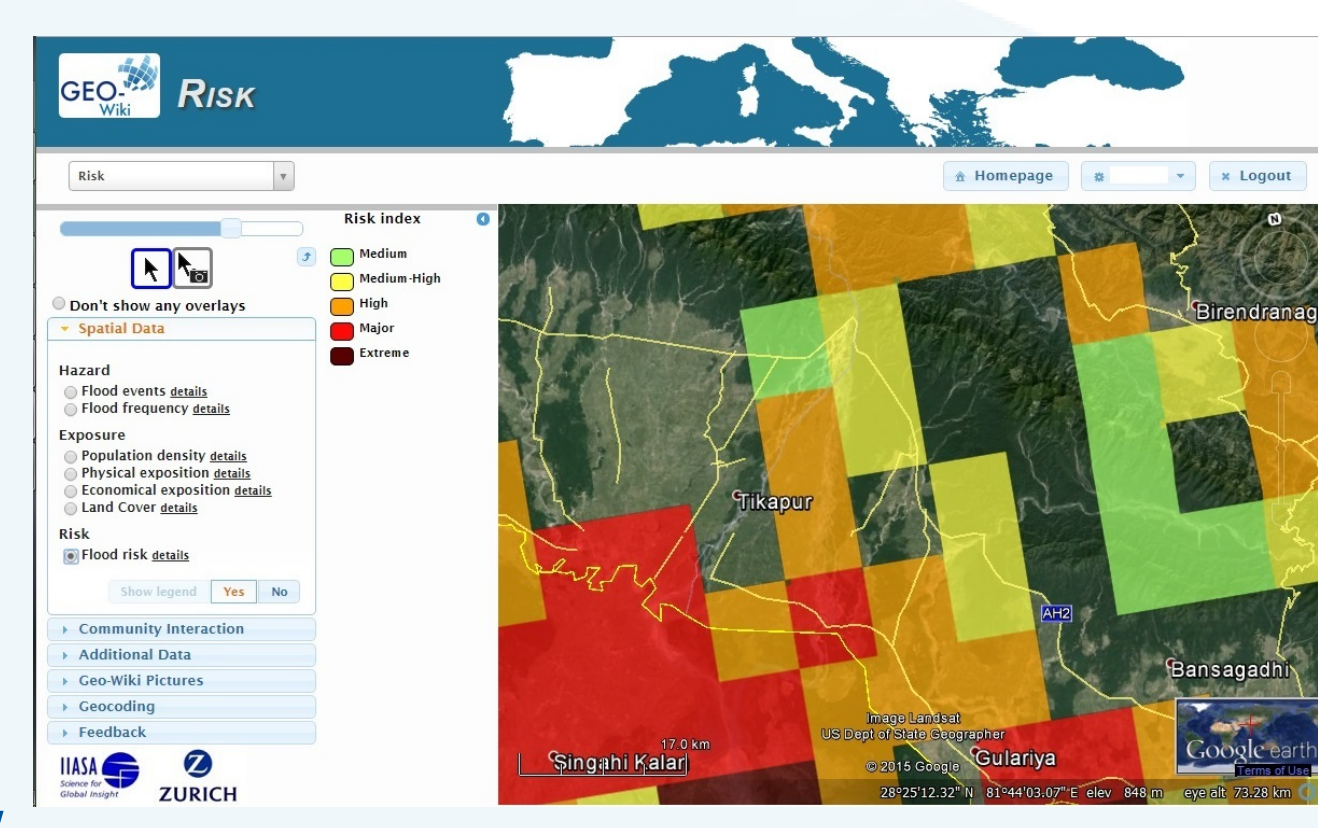 GEO-
Wiki
RISK
Risk
Homepage
Logout
Risk index
Medium
Medium-High
High
Major
Extreme
Don't show any overlays
Spatial Data
Hazard
Flood events details
Flood frequency details
Exposure
Population density details
Physical exposition details
Economical exposition details
Land Cover details
Risk
Flood risk details
Show legend Yes No
Community Interaction
Additional Data
Geo-Wiki Pictures
Geocoding
Feedback
IIASA
Science for
Global Insight
ZURICH
N
Birendranag
Tikapur
AH2
Bansagadhi
Image Landsat
US Dept of State Geographer
© 2015 Google
17.0 km
Singahi Kalan
Gulariya
Google earth
Terms of Use
28°25'12.32" N 81°44'03.07" E elev 848 m eye alt 73.28 km